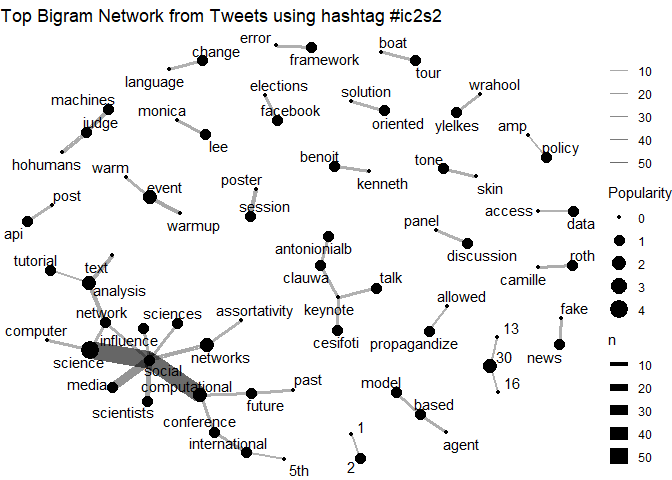 Top Bigram Network from Tweets using hashtag #ic2s2
error
boat
change
framework
tour
language
elections
solution
wrahool
machines
monica
judge
facebook
oriented
ylelkes
amp
lee
policy
hohumans
benoit
tone
warm
kenneth
skin
event
poster
post
session
access
warmup
panel
data
api
antonionialb
discussion
roth
tutorial
text
clauwa
talk
camille
analysis
keynote
allowed
fake
network
sciences
assortativity
computer
influence
cesifoti
propagandize
13
science
social
networks
30
news
media
computational
past
model
16
scientists
future
based
conference
1
agent
international
5th
2
10
20
30
40
50
Popularity
0
1
2
3
4
n
10
20
30
40
50